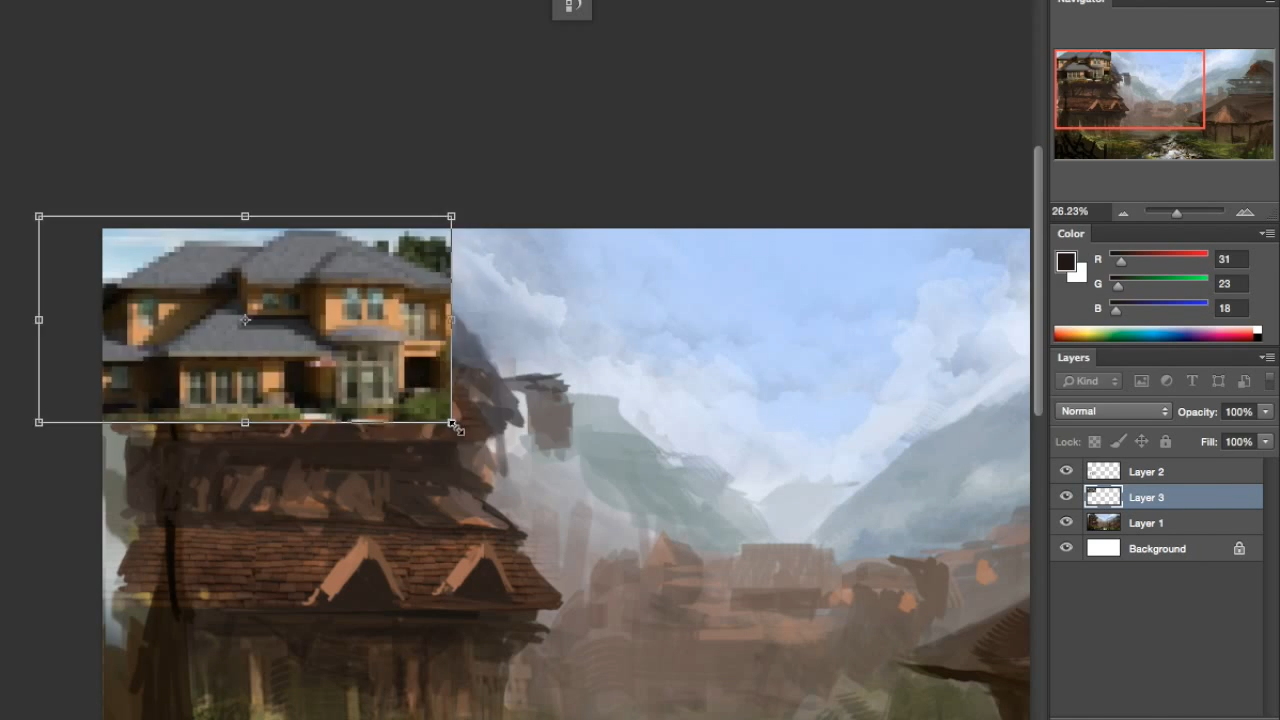 Navigator
26.23%
Color
R 31
G 23
B 18
Layers
Kind
Normal Opacity: 100%
Lock: Fill: 100%
Layer 2
Layer 3
Layer 1
Background